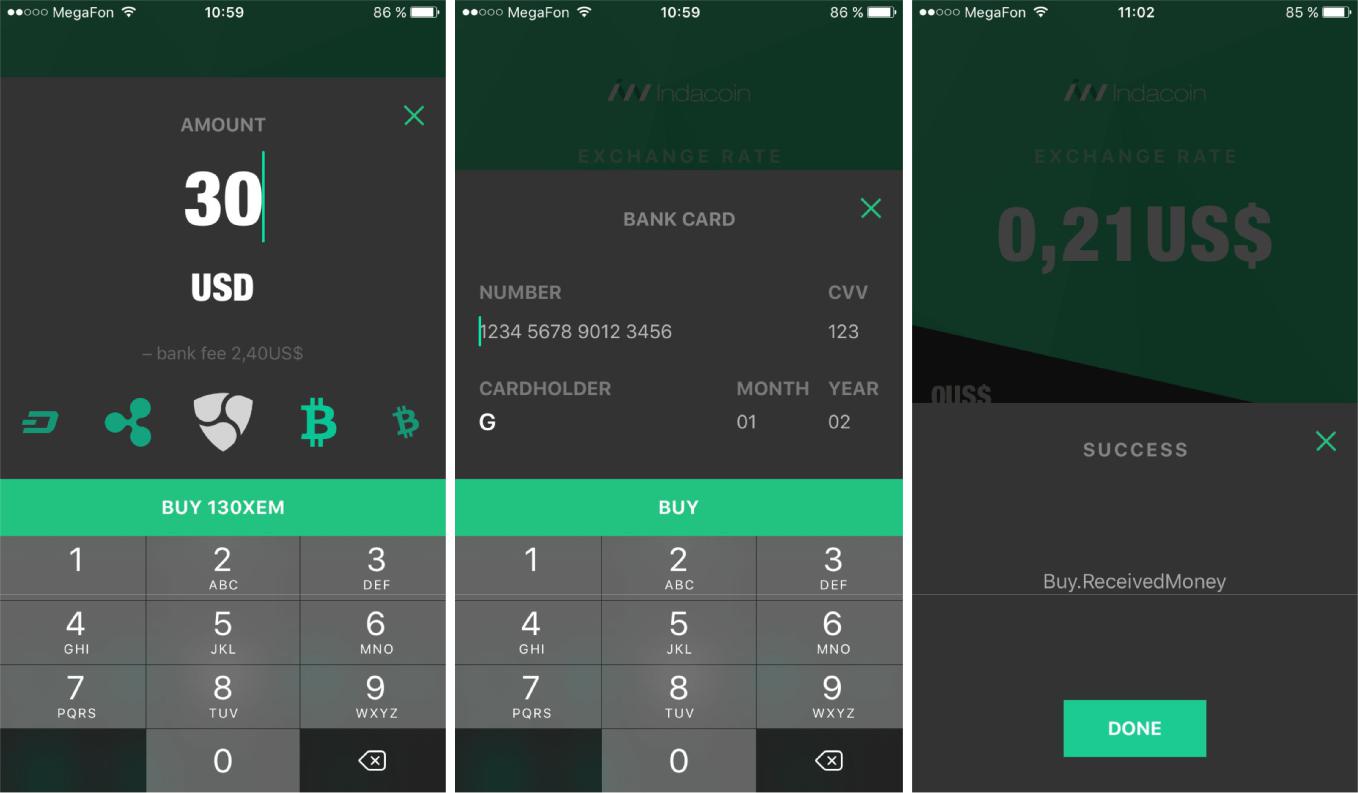 MegaFon 10:59 86 %
AMOUNT
30
USD
– bank fee 2,40US$
BUY 130XEM
1 2 3
ABC DEF
4 5 6
GHI JKL MNO
7 8 9
PQRS TUV WXYZ
0
MegaFon 10:59 86 %
Indacoin
EXCHANGE RATE
BANK CARD
NUMBER CVV
1234 5678 9012 3456 123
CARDHOLDER MONTH YEAR
G 01 02
BUY
1 2 3
ABC DEF
4 5 6
GHI JKL MNO
7 8 9
PQRS TUV WXYZ
0
MegaFon 11:02 85 %
Indacoin
EXCHANGE RATE
0,21US$
0US$
SUCCESS
Buy.ReceivedMoney
DONE